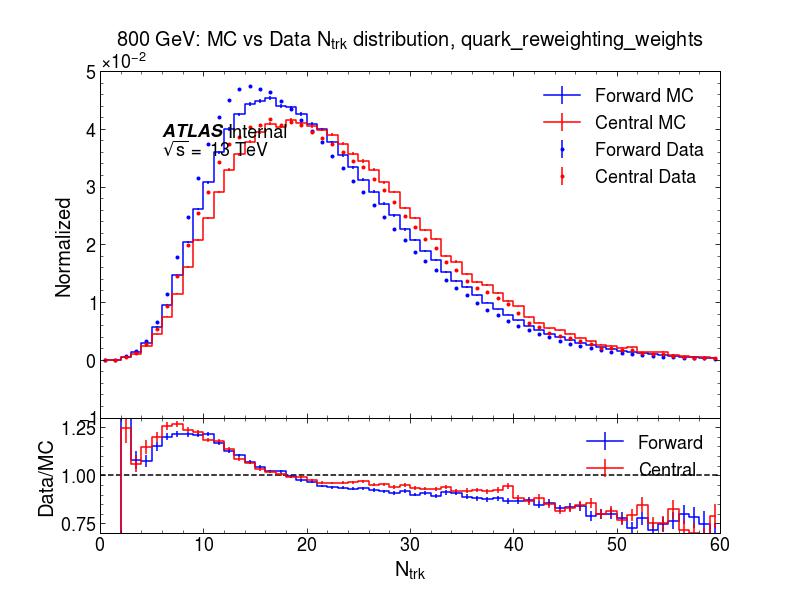 800 GeV: MC vs Data N_trk distribution, quark_reweighting_weights
×10⁻²
5
4
3
2
1
0
1
Normalized
ATLAS Internal
√s = 13 TeV
Forward MC
Central MC
Forward Data
Central Data
1.25
1.00
0.75
Data/MC
Forward
Central
0 10 20 30 40 50 60
N_trk